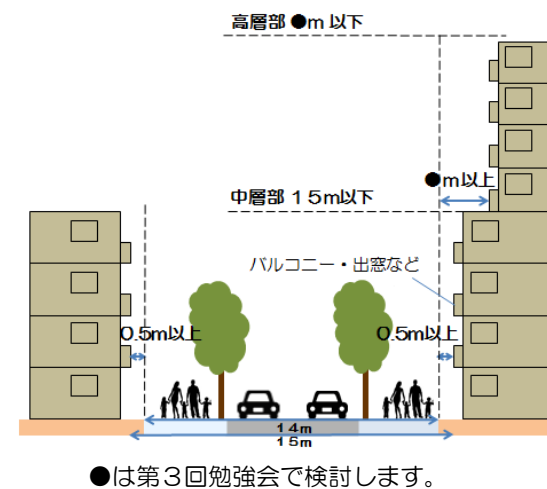 高層部 ●m 以下
●m以上
中層部 15m以下
バルコニー・出窓など
0.5m以上
0.5m以上
14m
15m
●は第3回勉強会で検討します。